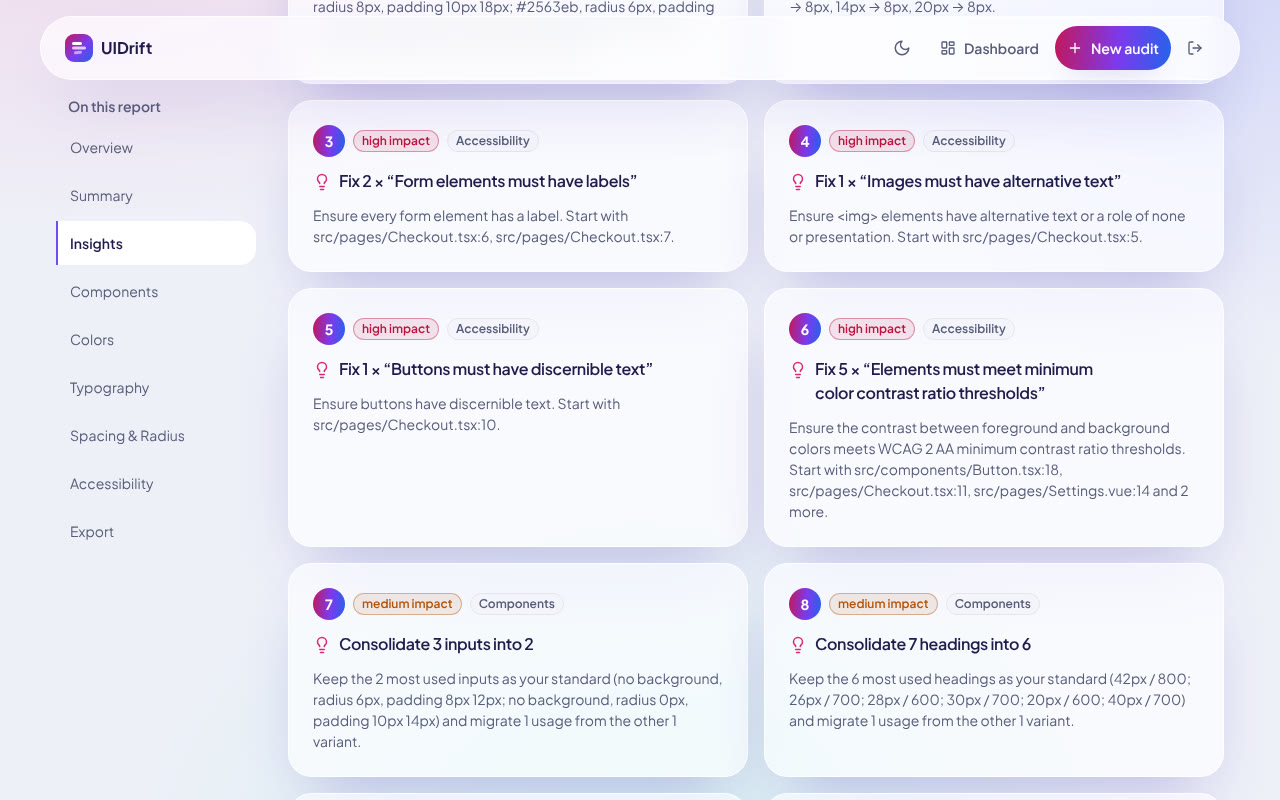 radius 8px, padding 10px 18px; #2563eb, radius 6px, padding
→ 8px, 14px → 8px, 20px → 8px.
UIDrift
Dashboard
New audit
On this report
Overview
Summary
Insights
Components
Colors
Typography
Spacing & Radius
Accessibility
Export
3
high impact
Accessibility
Fix 2 × “Form elements must have labels”
Ensure every form element has a label. Start with
src/pages/Checkout.tsx:6, src/pages/Checkout.tsx:7.
4
high impact
Accessibility
Fix 1 × “Images must have alternative text”
Ensure <img> elements have alternative text or a role of none
or presentation. Start with src/pages/Checkout.tsx:5.
5
high impact
Accessibility
Fix 1 × “Buttons must have discernible text”
Ensure buttons have discernible text. Start with
src/pages/Checkout.tsx:10.
6
high impact
Accessibility
Fix 5 × “Elements must meet minimum
color contrast ratio thresholds”
Ensure the contrast between foreground and background
colors meets WCAG 2 AA minimum contrast ratio thresholds.
Start with src/components/Button.tsx:18,
src/pages/Checkout.tsx:11, src/pages/Settings.vue:14 and 2
more.
7
medium impact
Components
Consolidate 3 inputs into 2
Keep the 2 most used inputs as your standard (no background,
radius 6px, padding 8px 12px; no background, radius 0px,
padding 10px 14px) and migrate 1 usage from the other 1
variant.
8
medium impact
Components
Consolidate 7 headings into 6
Keep the 6 most used headings as your standard (42px / 800;
26px / 700; 28px / 600; 30px / 700; 20px / 600; 40px / 700)
and migrate 1 usage from the other 1 variant.